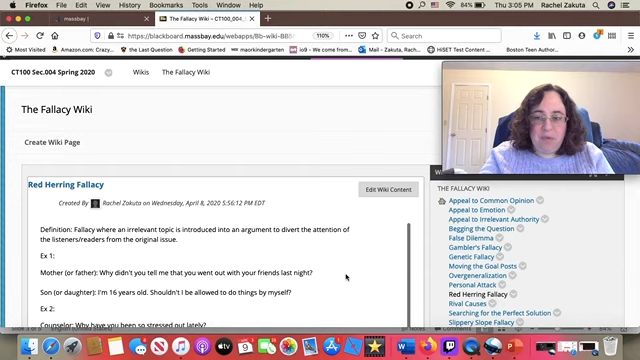 Firefox File Edit View History Bookmarks Tools Window Help 84% Thu 3:05 PM Rachel Zakuta
massbay |
The Fallacy Wiki – CT100_004_
https://blackboard.massbay.edu/webapps/Bb-wiki-BB
110%
Search
Most Visited Amazon.com: Crazy... the Last Question Getting Started maorkindergarten io9 Mail - Zakuta, Rach... HiSET Test Content... Boston Teen Author...
CT100 Sec.004 Spring 2020 Wikis The Fallacy Wiki
The Fallacy Wiki
Create Wiki Page
Red Herring Fallacy
Edit Wiki Content
Created By Rachel Zakuta on Wednesday, April 8, 2020 5:56:12 PM EDT
Definition: Fallacy where an irrelevant topic is introduced into an argument to divert the attention of
the listeners/readers from the original issue.
Ex 1:
Mother (or father): Why didn't you tell me that you went out with your friends last night?
Son (or daughter): I'm 16 years old. Shouldn't I be allowed to do things by myself?
Ex 2:
Counselor: Why have you been so stressed out lately?
THE FALLACY WIKI
Appeal to Common Opinion
Appeal to Emotion
Appeal to Irrelevant Authority
Begging the Question
False Dilemma
Gambler's Fallacy
Genetic Fallacy
Moving the Goal Posts
Overgeneralization
Personal Attack
Red Herring Fallacy
Rival Causes
Searching for the Perfect Solution
Slippery Slope Fallacy